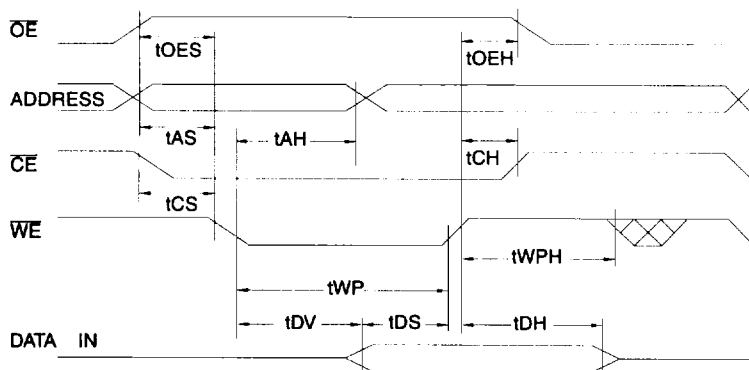 OE
tOES
tOEH
ADDRESS
tAS
tAH
tCH
CE
tCS
WE
tWPH
tWP
tDV
tDS
tDH
DATA IN